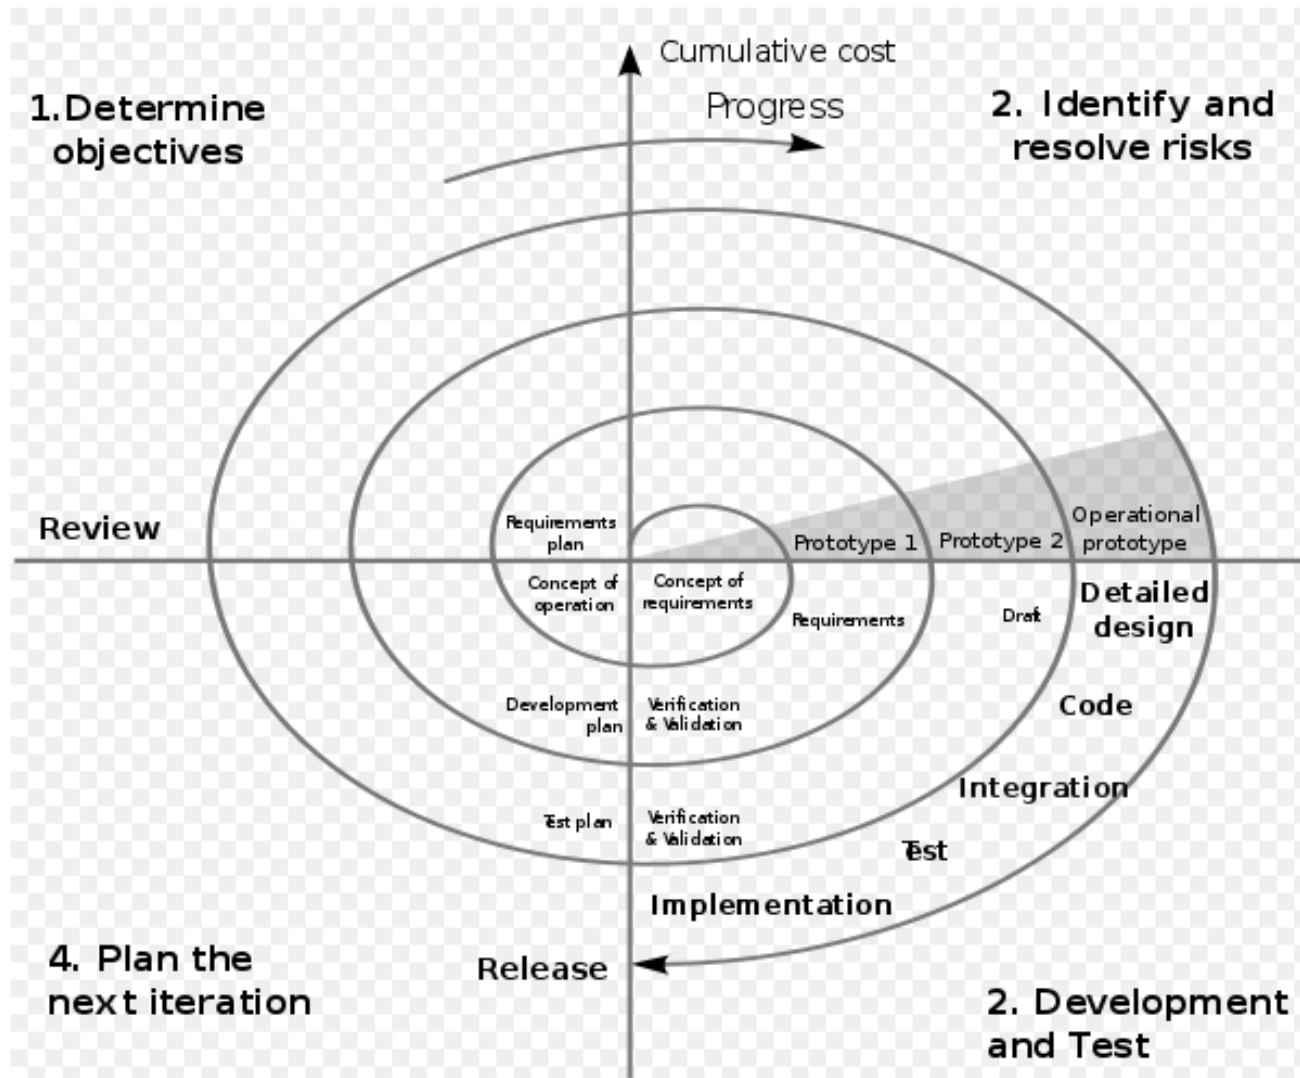 Cumulative cost
Progress
1.Determine
objectives
2. Identify and
resolve risks
Review
Requirements
plan
Concept of
operation
Concept of
requirements
Prototype 1
Prototype 2
Operational
prototype
Requirements
Draft
Detailed
design
Development
plan
Verification
& Validation
Code
Integration
Test plan
Verification
& Validation
Test
Implementation
Release
4. Plan the
next iteration
2. Development
and Test